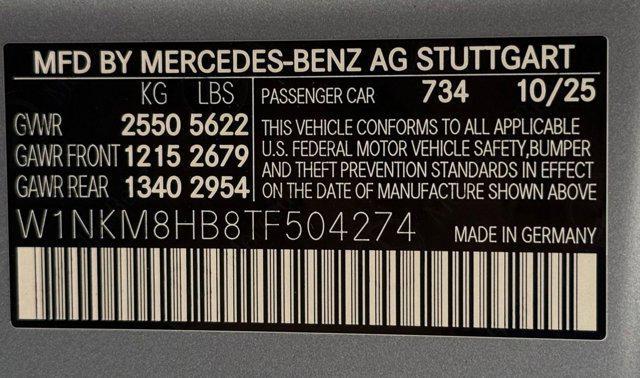 MFD BY MERCEDES-BENZ AG STUTTGART
KG LBS PASSENGER CAR 734 10/25
GVWR 2550 5622
GAWR FRONT 1215 2679
GAWR REAR 1340 2954
THIS VEHICLE CONFORMS TO ALL APPLICABLE
U.S. FEDERAL MOTOR VEHICLE SAFETY,BUMPER
AND THEFT PREVENTION STANDARDS IN EFFECT
ON THE DATE OF MANUFACTURE SHOWN ABOVE
W1NKM8HB8TF504274 MADE IN GERMANY